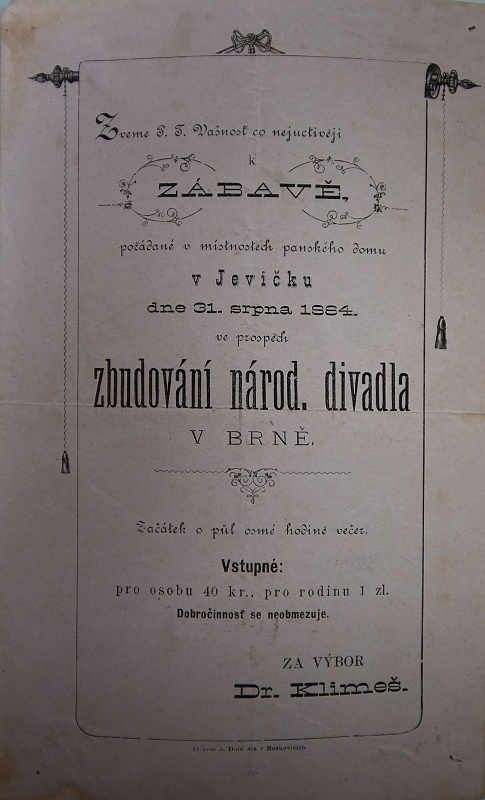 Zveme P. T. Vašnosť co nejuctivěji
k
ZÁBAVĚ,
pořádané v místnostech panského domu
v Jevíčku
dne 31. srpna 1884.
ve prospěch
zbudování národ. divadla
V BRNĚ.
Začátek o půl osmé hodině večer.
Vstupné:
pro osobu 40 kr., pro rodinu 1 zl.
Dobročinnosť se neobmezuje.
ZA VÝBOR
Dr. Klimeš.
v Boskovicích.